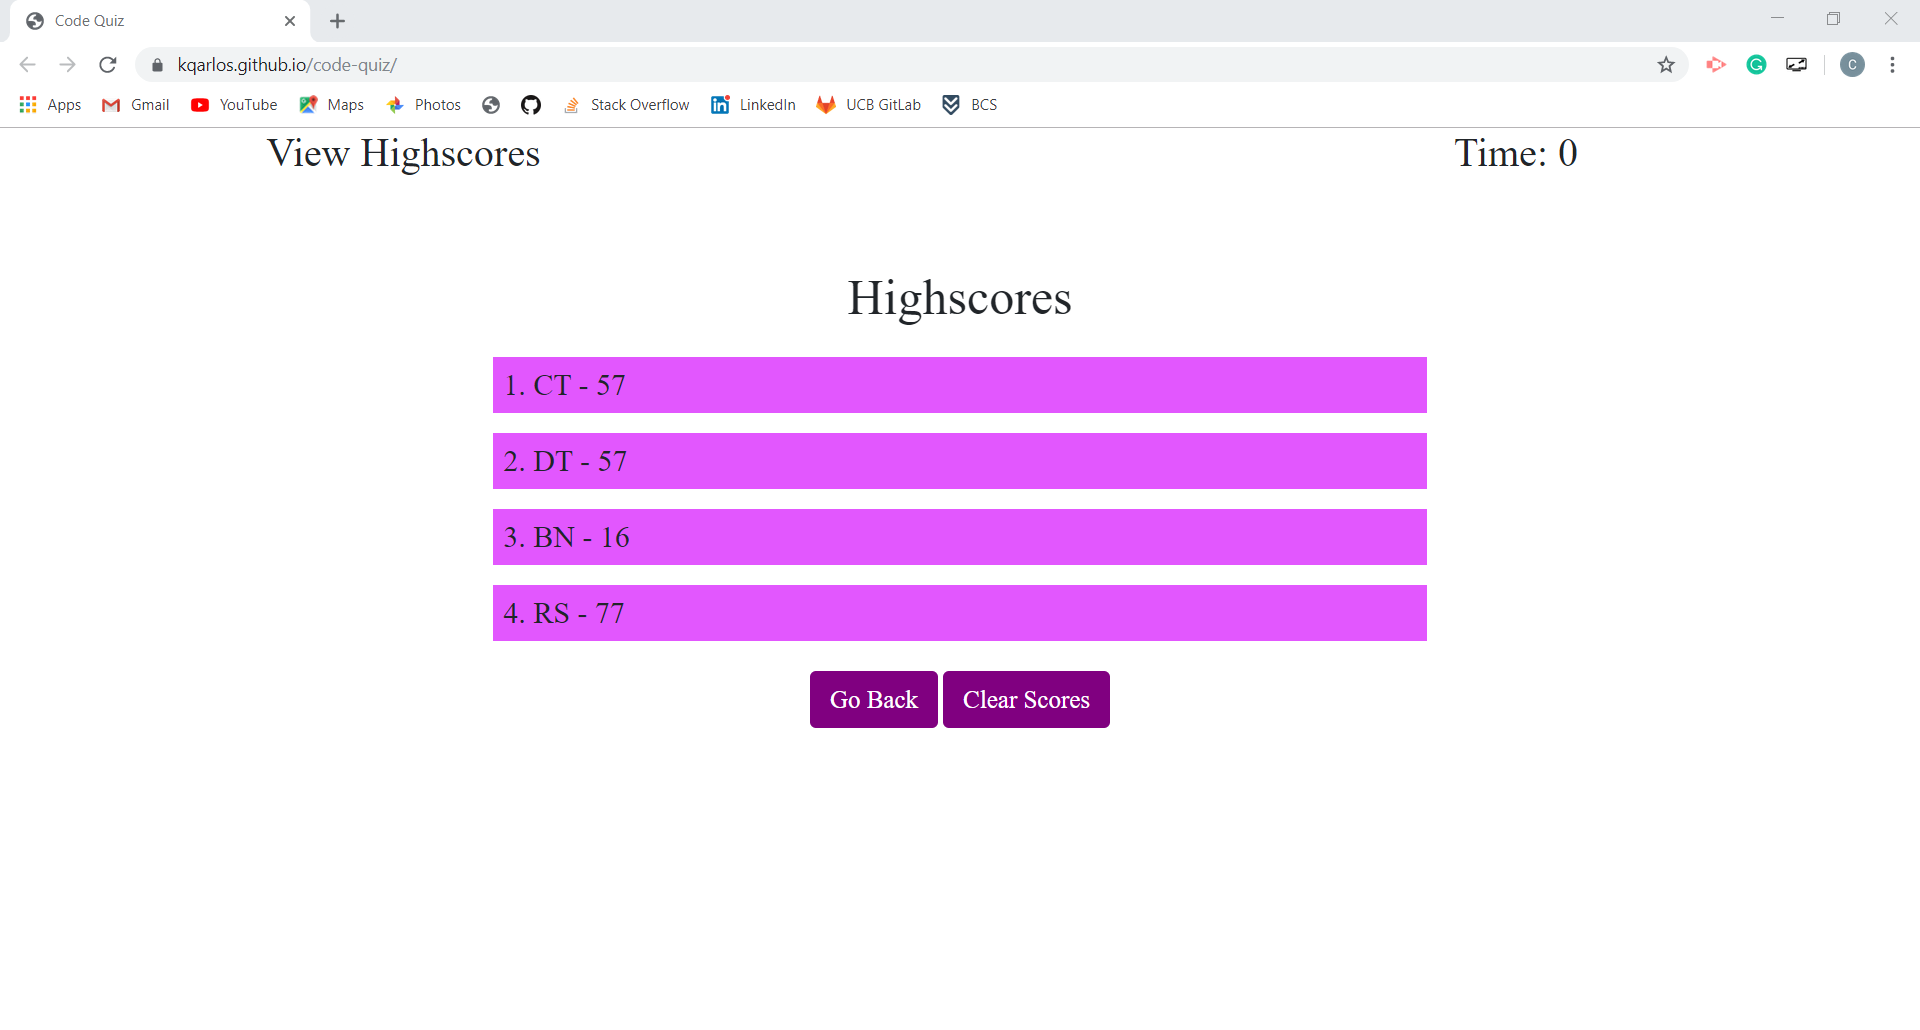 Code Quiz
kqarlos.github.io/code-quiz/
C
Apps Gmail YouTube Maps Photos Stack Overflow LinkedIn UCB GitLab BCS
View Highscores Time: 0
Highscores
1. CT - 57
2. DT - 57
3. BN - 16
4. RS - 77
Go Back Clear Scores